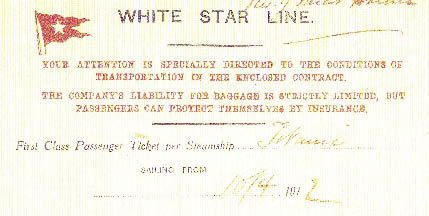 WHITE STAR LINE.
YOUR ATTENTION IS SPECIALLY DIRECTED TO THE CONDITIONS OF
TRANSPORTATION IN THE ENCLOSED CONTRACT.
THE COMPANY'S LIABILITY FOR BAGGAGE IS STRICTLY LIMITED, BUT
PASSENGERS CAN PROTECT THEMSELVES BY INSURANCE.
First Class Passenger Ticket per Steamship Titanic
SAILING FROM
10/4 1912